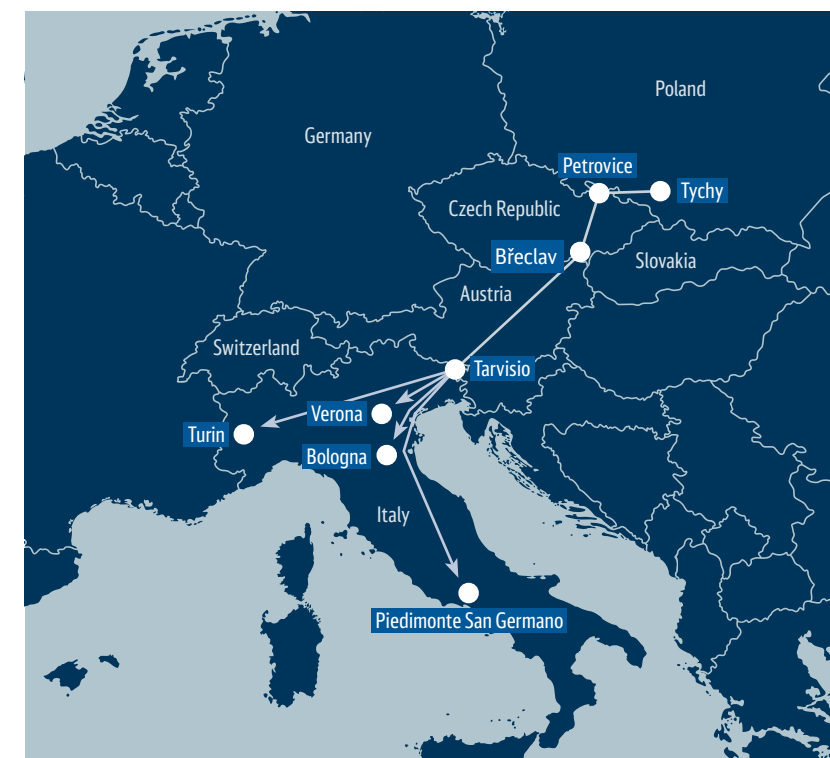 Poland
Germany
Petrovice
Tychy
Czech Republic
Břeclav
Slovakia
Austria
Switzerland
Tarvisio
Verona
Turin
Bologna
Italy
Piedimonte San Germano